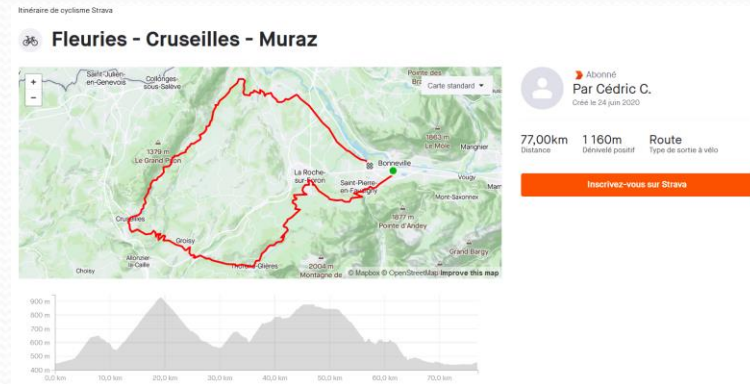 Itinéraire de cyclisme Strava
Fleuries - Cruseilles - Muraz
+
−
Saint-Julien-
en-Genevois
Collonges-
sous-Salève
Pointe des
Carte standard
1379 m
Le Grand Piton
1863 m
Le Môle
Marignier
Bonneville
La Roche-
sur-Foron
Saint-Pierre-
en-Faucigny
Vougy
Mont-Saxonnex
1877 m
Pointe d'Andey
Cruseilles
Groisy
Allonzier-
la-Caille
Choisy
Thorens-Glières
2004 m
Montagne de
Grand Bargy
© Mapbox © OpenStreetMap Improve this map
Abonné
Par Cédric C.
Créé le 24 juin 2020
77,00km
1 160m
Route
Distance
Dénivelé positif
Type de sortie à vélo
Inscrivez-vous sur Strava
900 m
800 m
700 m
600 m
500 m
400 m
0,0 km
10,0 km
20,0 km
30,0 km
40,0 km
50,0 km
60,0 km
70,0 km